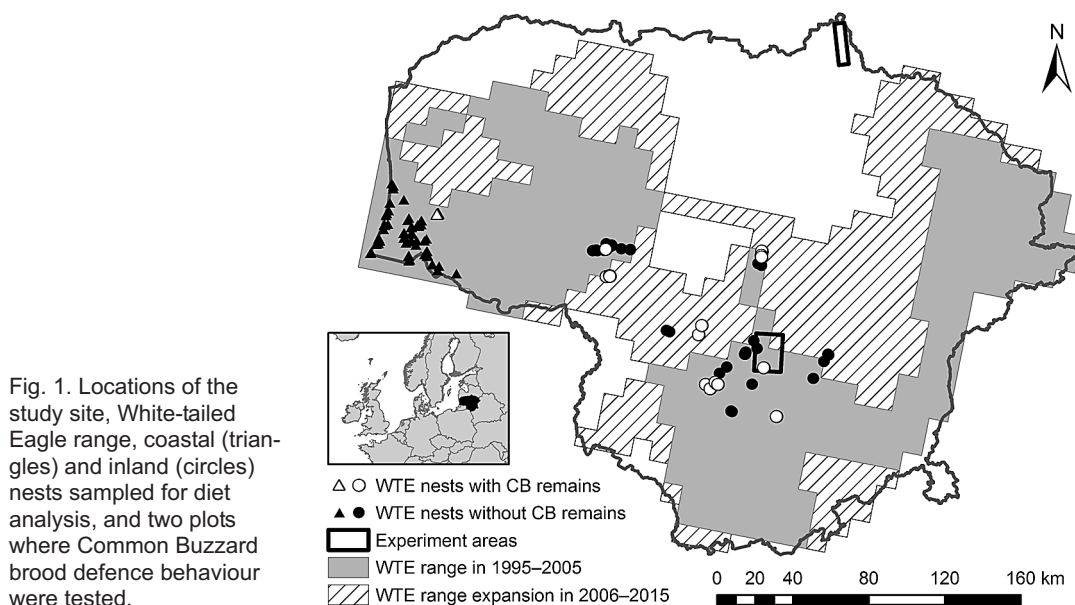 N
Fig. 1. Locations of the
study site, White-tailed
Eagle range, coastal (trian-
gles) and inland (circles)
nests sampled for diet
analysis, and two plots
where Common Buzzard
brood defence behaviour
were tested.
WTE nests with CB remains
WTE nests without CB remains
Experiment areas
WTE range in 1995–2005
WTE range expansion in 2006–2015
0 20 40 80 120 160 km